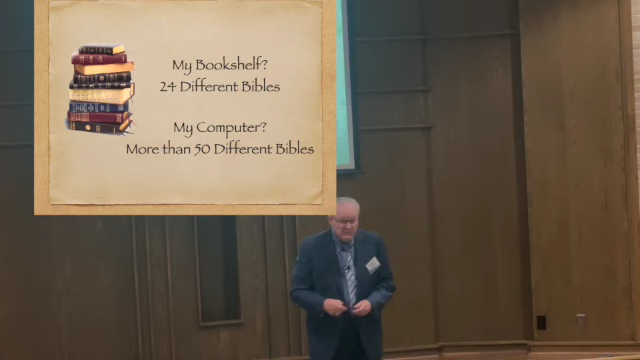 My Bookshelf?
24 Different Bibles
My Computer?
More than 50 Different Bibles